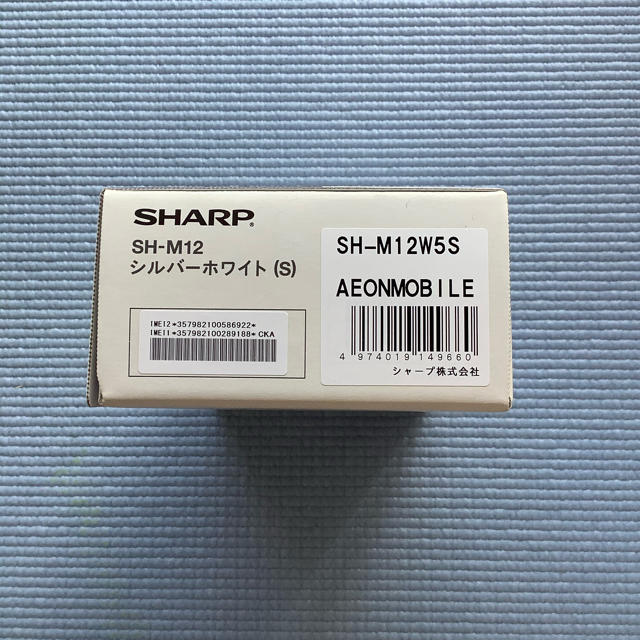 SHARP®
SH-M12
シルバーホワイト (S)
IMEI2*357982100586922*
IMEI1*357982100289188* CKA
SH-M12W5S
AEONMOBILE
4 974019 149660
シャープ株式会社